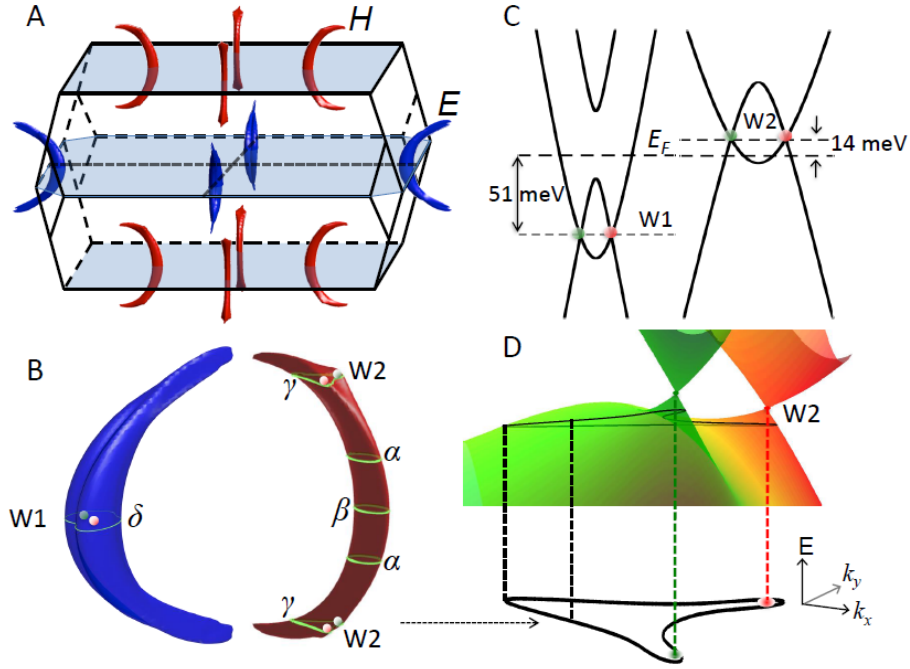 A
H
E
C
W2
E_F
14 meV
51 meV
W1
B
W2
γ
α
W1
δ
β
α
γ
W2
D
W2
E
k_y
k_x